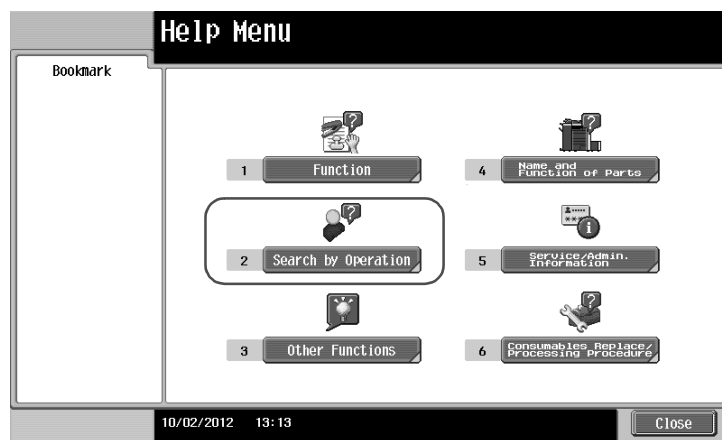 Help Menu
Bookmark
1 Function
2 Search by Operation
3 Other Functions
4 Name and
Function of Parts
5 Service/Admin.
Information
6 Consumables Replace/
Processing Procedure
10/02/2012 13:13
Close